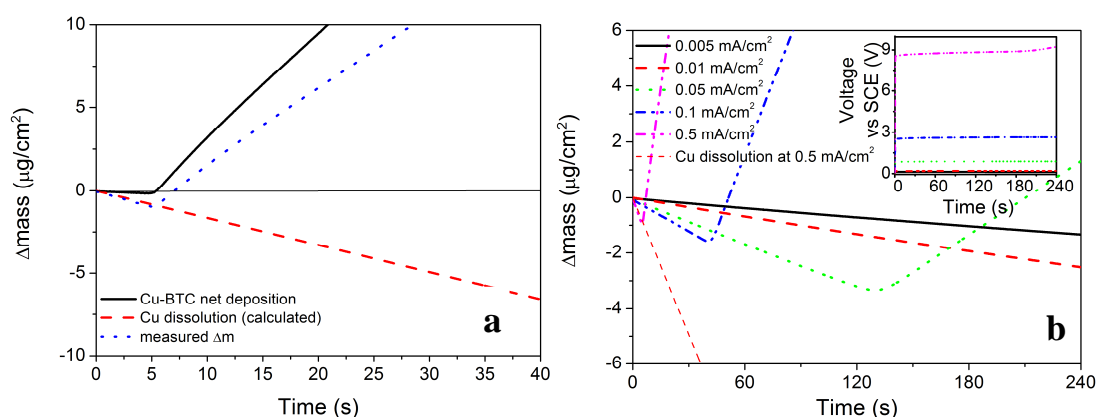 10
5
0
-5
-10
0 5 10 15 20 25 30 35 40
Δmass (µg/cm²)
Time (s)
Cu-BTC net deposition
Cu dissolution (calculated)
measured Δm
a
6
4
2
0
-2
-4
-6
0 60 120 180 240
Δmass (µg/cm²)
Time (s)
0.005 mA/cm²
0.01 mA/cm²
0.05 mA/cm²
0.1 mA/cm²
0.5 mA/cm²
Cu dissolution at 0.5 mA/cm²
9
6
3
0
0 60 120 180 240
Voltage
vs SCE (V)
Time (s)
b